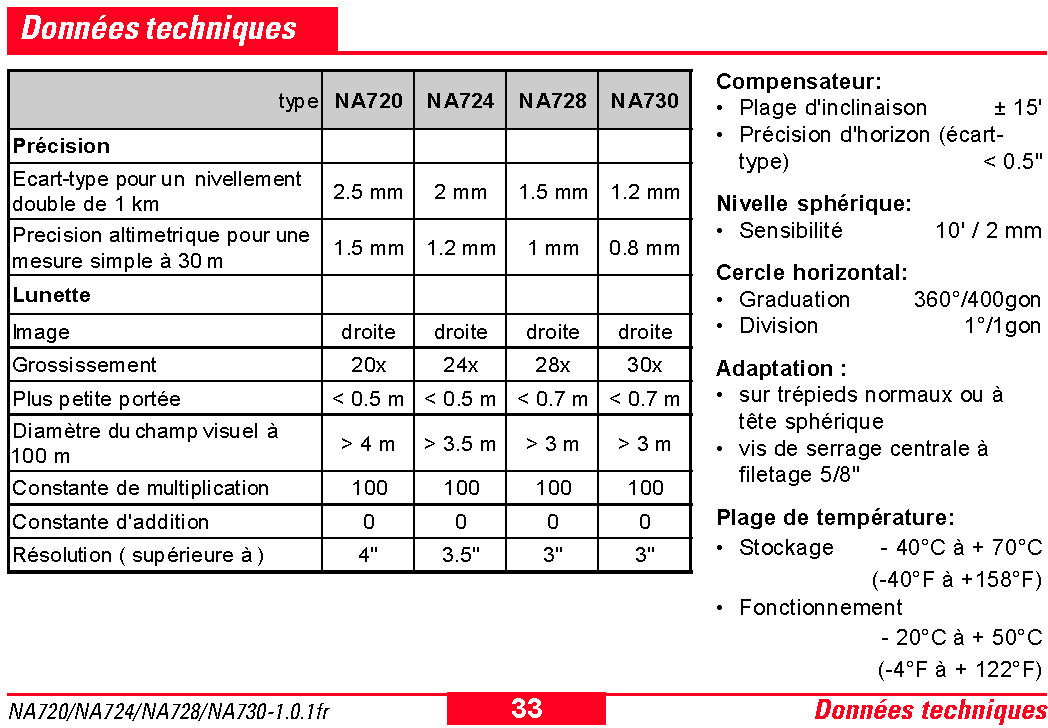 Données techniques
type NA720 NA724 NA728 NA730
Précision
Ecart-type pour un nivellement
double de 1 km 2.5 mm 2 mm 1.5 mm 1.2 mm
Precision altimetrique pour une
mesure simple à 30 m 1.5 mm 1.2 mm 1 mm 0.8 mm
Lunette
Image droite droite droite droite
Grossissement 20x 24x 28x 30x
Plus petite portée < 0.5 m < 0.5 m < 0.7 m < 0.7 m
Diamètre du champ visuel à
100 m > 4 m > 3.5 m > 3 m > 3 m
Constante de multiplication 100 100 100 100
Constante d'addition 0 0 0 0
Résolution ( supérieure à ) 4" 3.5" 3" 3"
Compensateur:
• Plage d'inclinaison ± 15'
• Précision d'horizon (écart-
type) < 0.5"
Nivelle sphérique:
• Sensibilité 10' / 2 mm
Cercle horizontal:
• Graduation 360°/400gon
• Division 1°/1gon
Adaptation :
• sur trépieds normaux ou à
tête sphérique
• vis de serrage centrale à
filetage 5/8"
Plage de température:
• Stockage - 40°C à + 70°C
(-40°F à +158°F)
• Fonctionnement
- 20°C à + 50°C
(-4°F à + 122°F)
NA720/NA724/NA728/NA730-1.0.1fr 33 Données techniques